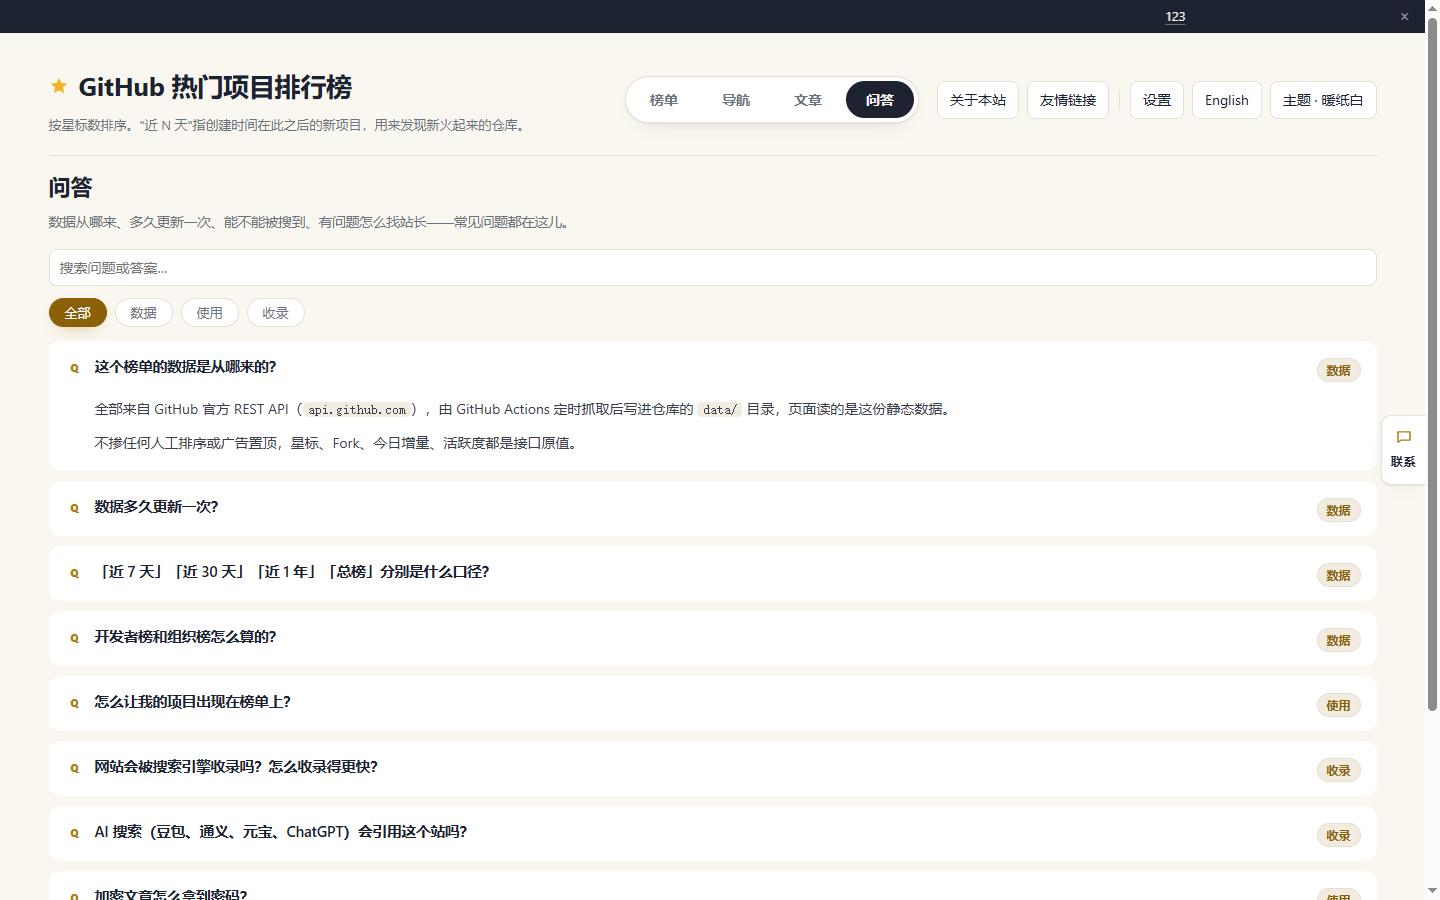 123
×
GitHub 热门项目排行榜
按星标数排序。"近 N 天"指创建时间在此之后的新项目，用来发现新火起来的仓库。
榜单 导航 文章 问答
关于本站 友情链接 设置 English 主题 · 暖纸白
问答
数据从哪来、多久更新一次、能不能被搜到、有问题怎么找站长——常见问题都在这儿。
搜索问题或答案...
全部 数据 使用 收录
Q 这个榜单的数据是从哪来的？ 数据
全部来自 GitHub 官方 REST API（api.github.com），由 GitHub Actions 定时抓取后写进仓库的 data/ 目录，页面读的是这份静态数据。
不掺任何人工排序或广告置顶，星标、Fork、今日增量、活跃度都是接口原值。
联系
Q 数据多久更新一次？ 数据
Q 「近 7 天」「近 30 天」「近 1 年」「总榜」分别是什么口径？ 数据
Q 开发者榜和组织榜怎么算的？ 数据
Q 怎么让我的项目出现在榜单上？ 使用
Q 网站会被搜索引擎收录吗？怎么收录得更快？ 收录
Q AI 搜索（豆包、通义、元宝、ChatGPT）会引用这个站吗？ 收录
Q 加密文章怎么拿到密码？ 使用